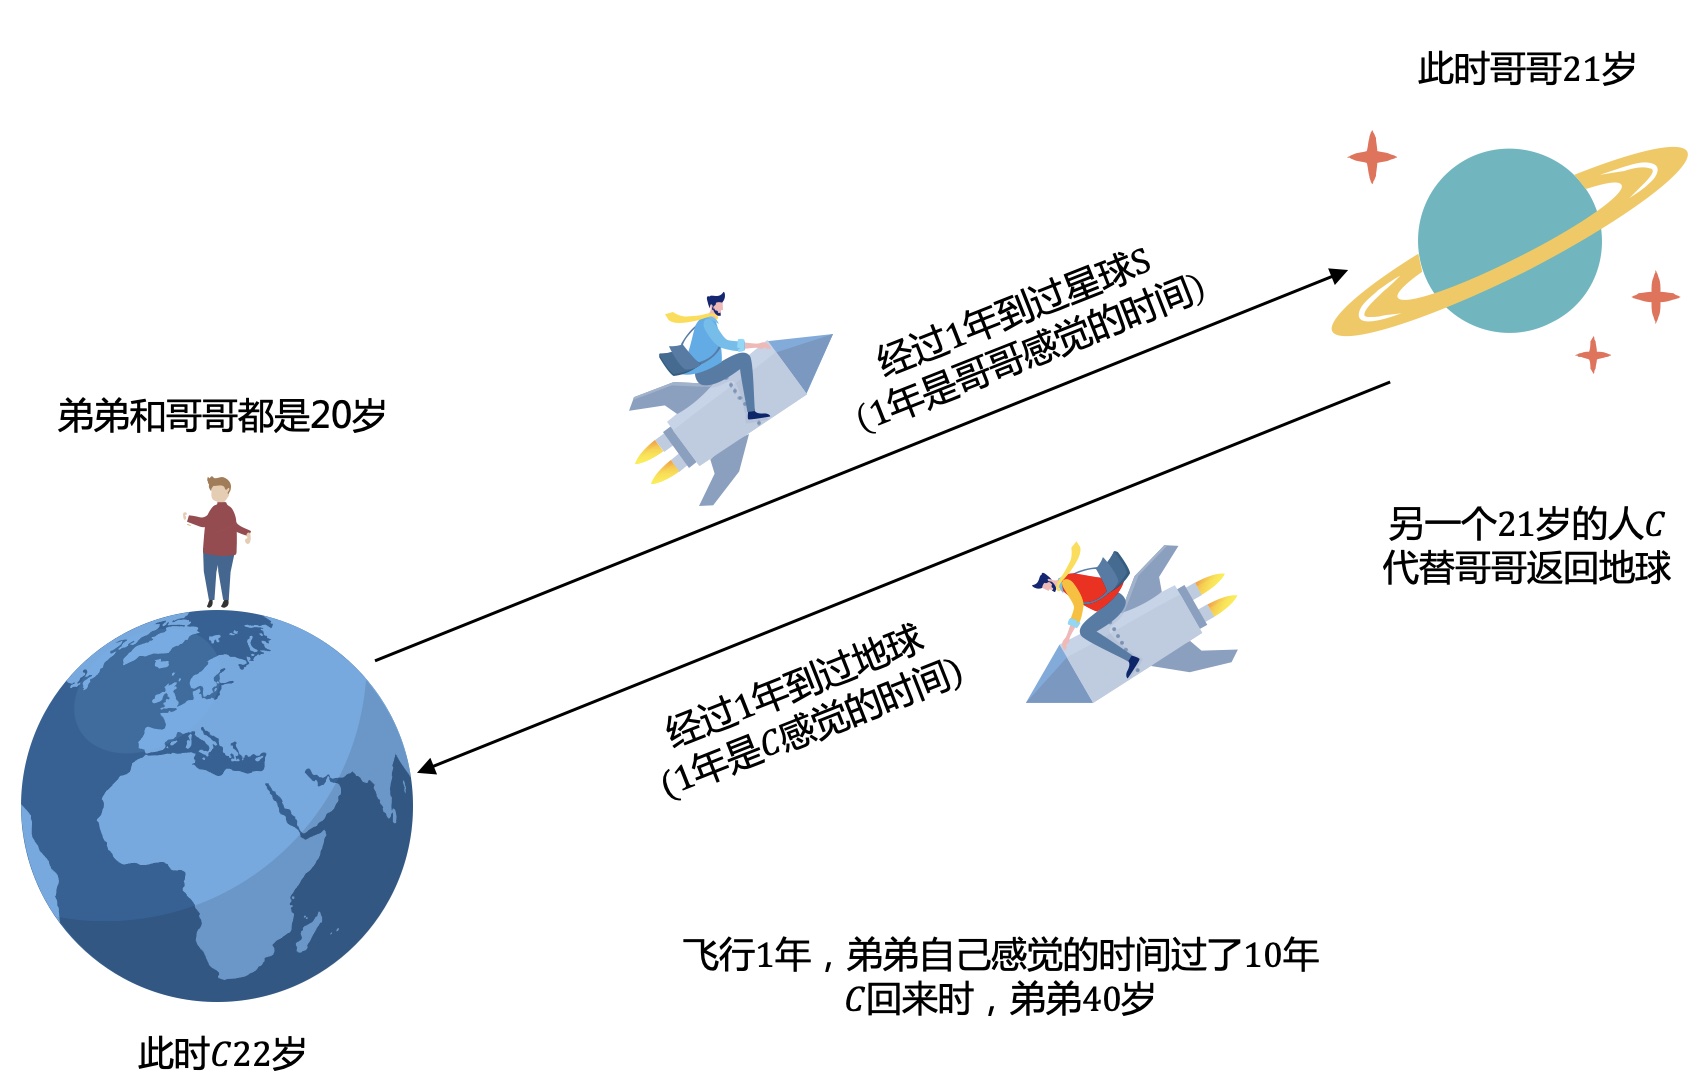 此时哥哥21岁
经过1年到过星球S
(1年是哥哥感觉的时间)
弟弟和哥哥都是20岁
另一个21岁的人C
代替哥哥返回地球
经过1年到过地球
(1年是C感觉的时间)
飞行1年，弟弟自己感觉的时间过了10年
C回来时，弟弟40岁
此时C22岁